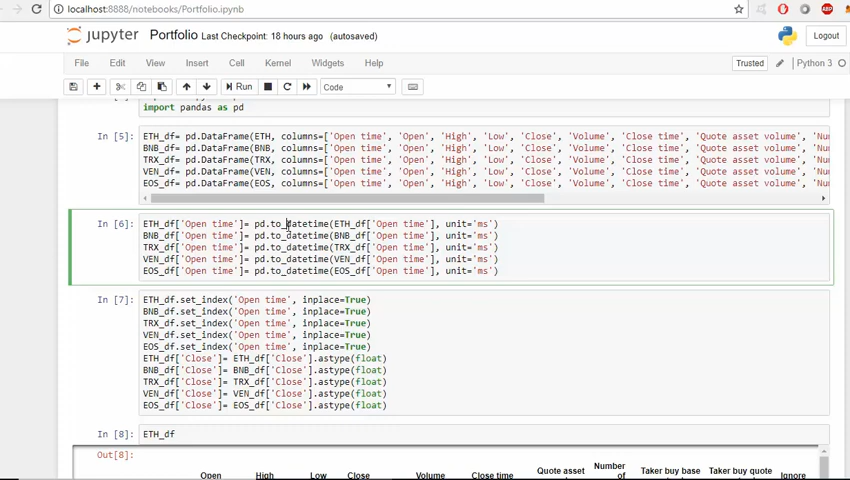 localhost:8888/notebooks/Portfolio.ipynb
jupyter Portfolio Last Checkpoint: 18 hours ago (autosaved) Logout
File Edit View Insert Cell Kernel Widgets Help Trusted Python 3
Run Code
import pandas as pd
In [5]: ETH_df= pd.DataFrame(ETH, columns=['Open time', 'Open', 'High', 'Low', 'Close', 'Volume', 'Close time', 'Quote asset volume', 'Nu
BNB_df= pd.DataFrame(BNB, columns=['Open time', 'Open', 'High', 'Low', 'Close', 'Volume', 'Close time', 'Quote asset volume', 'Nu
TRX_df= pd.DataFrame(TRX, columns=['Open time', 'Open', 'High', 'Low', 'Close', 'Volume', 'Close time', 'Quote asset volume', 'Nu
VEN_df= pd.DataFrame(VEN, columns=['Open time', 'Open', 'High', 'Low', 'Close', 'Volume', 'Close time', 'Quote asset volume', 'Nu
EOS_df= pd.DataFrame(EOS, columns=['Open time', 'Open', 'High', 'Low', 'Close', 'Volume', 'Close time', 'Quote asset volume', 'Nu
In [6]: ETH_df['Open time']= pd.to_datetime(ETH_df['Open time'], unit='ms')
BNB_df['Open time']= pd.to_datetime(BNB_df['Open time'], unit='ms')
TRX_df['Open time']= pd.to_datetime(TRX_df['Open time'], unit='ms')
VEN_df['Open time']= pd.to_datetime(VEN_df['Open time'], unit='ms')
EOS_df['Open time']= pd.to_datetime(EOS_df['Open time'], unit='ms')
In [7]: ETH_df.set_index('Open time', inplace=True)
BNB_df.set_index('Open time', inplace=True)
TRX_df.set_index('Open time', inplace=True)
VEN_df.set_index('Open time', inplace=True)
EOS_df.set_index('Open time', inplace=True)
ETH_df['Close']= ETH_df['Close'].astype(float)
BNB_df['Close']= BNB_df['Close'].astype(float)
TRX_df['Close']= TRX_df['Close'].astype(float)
VEN_df['Close']= VEN_df['Close'].astype(float)
EOS_df['Close']= EOS_df['Close'].astype(float)
In [8]: ETH_df
Out[8]:
Open High Low Close Volume Close time Quote asset Number of Taker buy base Taker buy quote Ignore